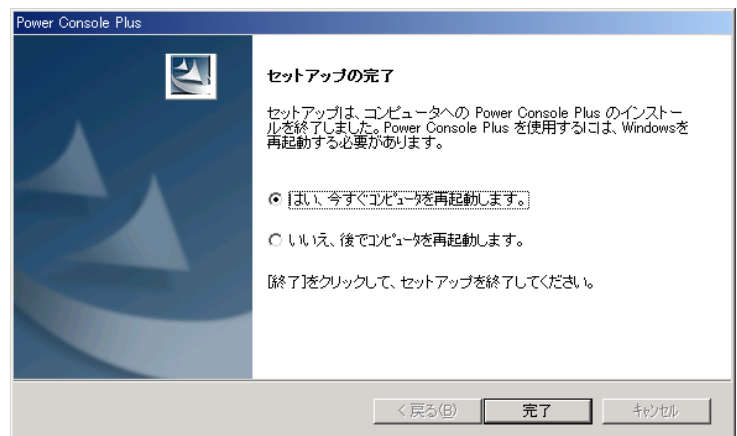 Power Console Plus
セットアップの完了
セットアップは、コンピュータへの Power Console Plus のインストー
ルを終了しました。Power Console Plus を使用するには、Windowsを
再起動する必要があります。
はい、今すぐコンピュータを再起動します。
いいえ、後でコンピュータを再起動します。
[終了]をクリックして、セットアップを終了してください。
< 戻る(B)
完了
キャンセル